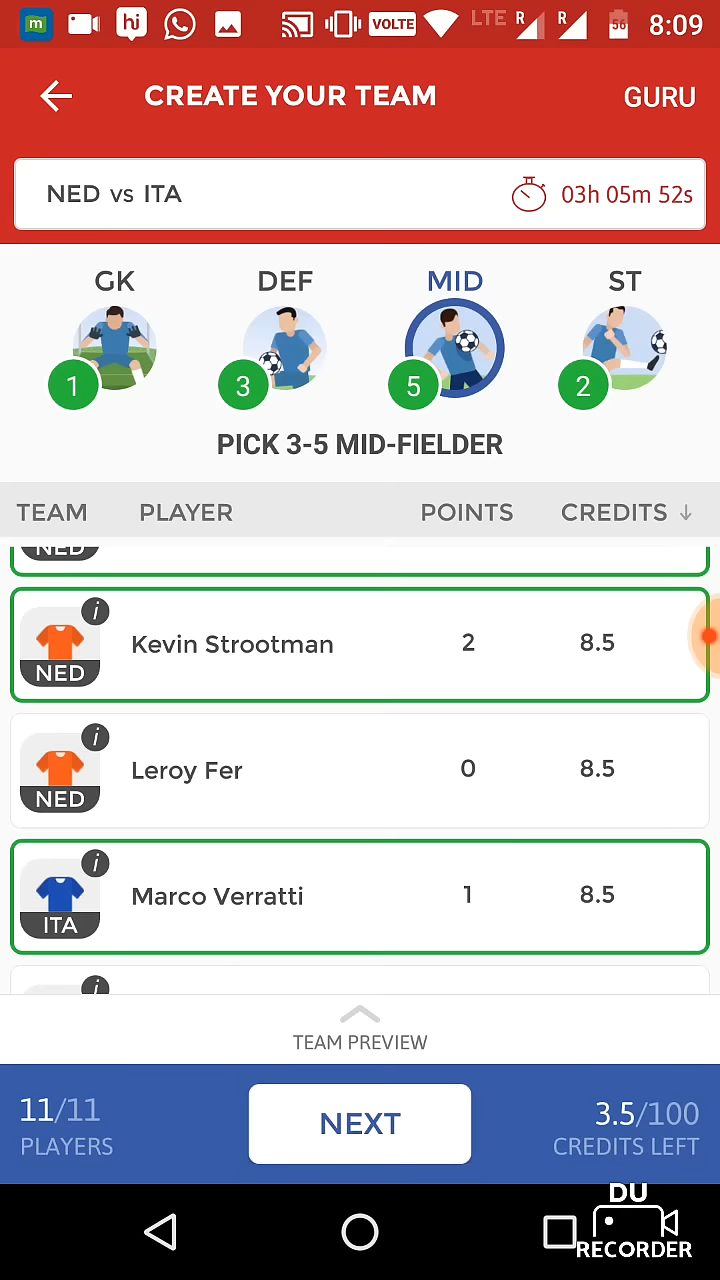 m hi VOLTE LTE R R 56 8:09
CREATE YOUR TEAM GURU
NED vs ITA 03h 05m 52s
GK DEF MID ST
1 3 5 2
PICK 3-5 MID-FIELDER
TEAM PLAYER POINTS CREDITS ↓
NED
i
Kevin Strootman 2 8.5
NED
i
Leroy Fer 0 8.5
NED
i
Marco Verratti 1 8.5
ITA
i
TEAM PREVIEW
11/11 NEXT 3.5/100
PLAYERS CREDITS LEFT
DU
RECORDER